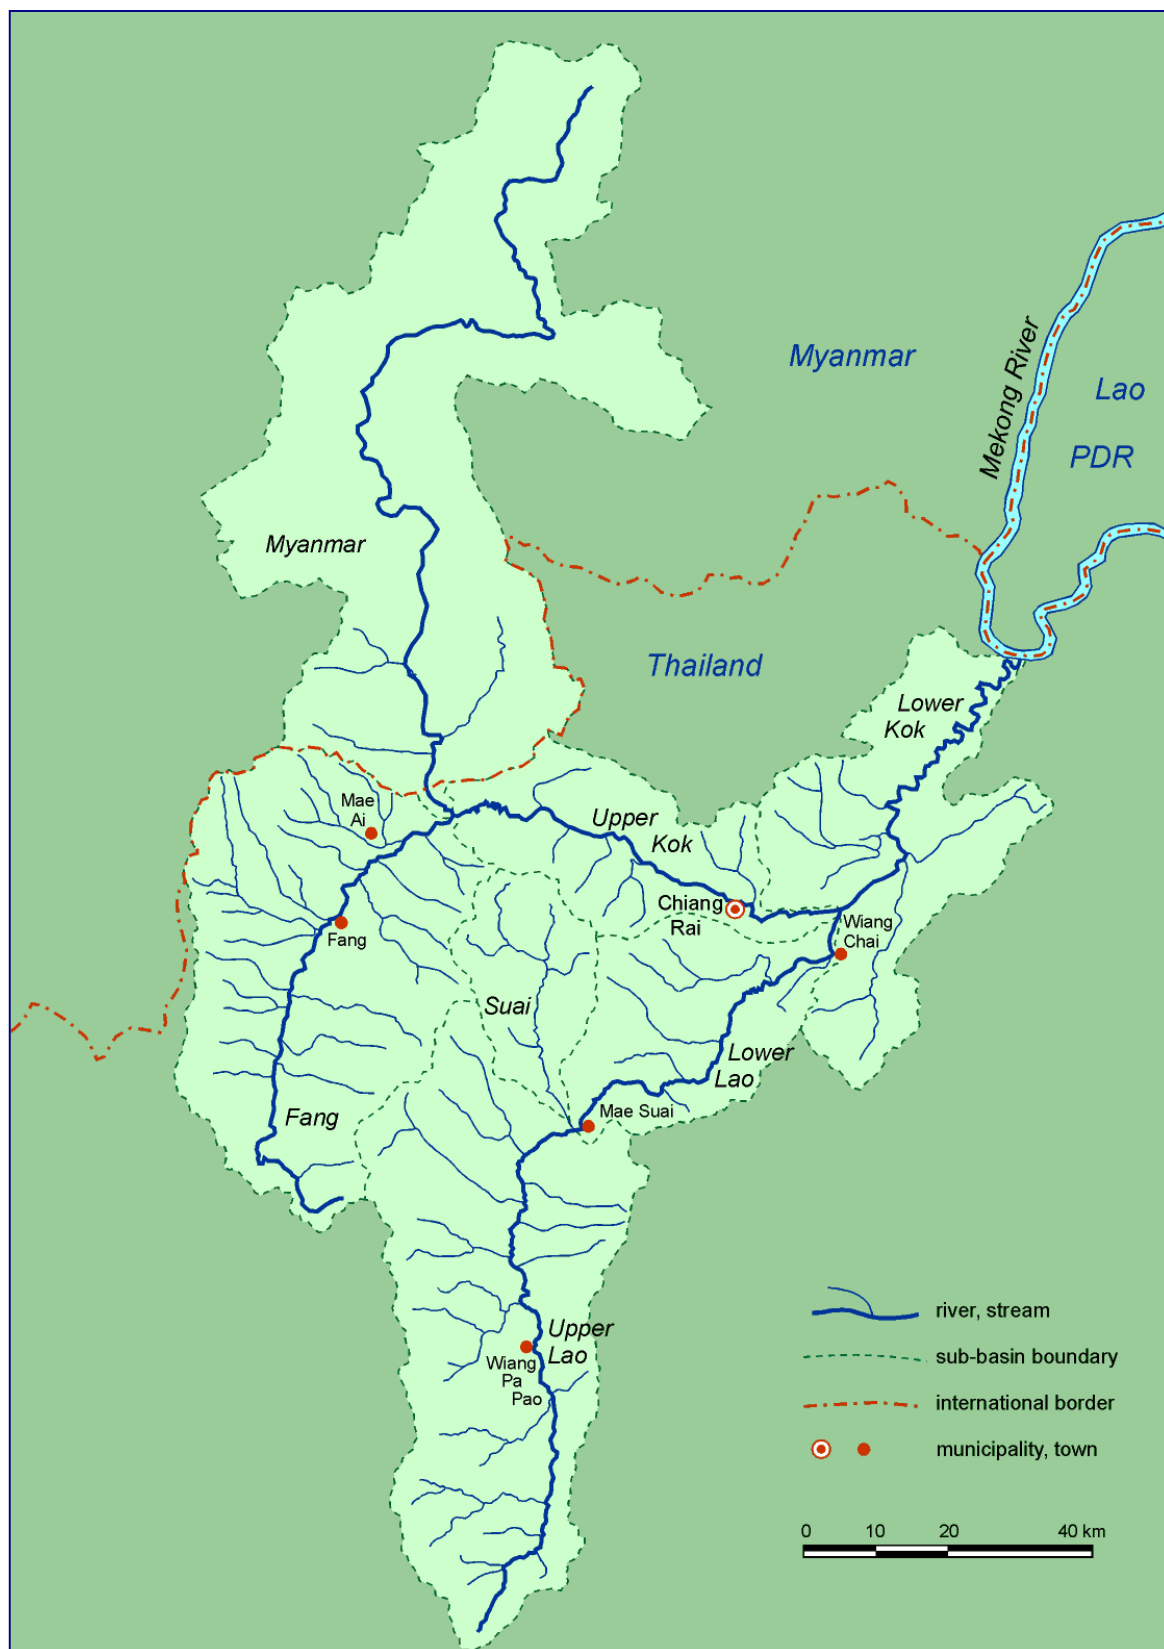 Myanmar
Mekong River
Lao
PDR
Myanmar
Thailand
Lower
Kok
Mae
Ai
Upper
Kok
Chiang
Rai
Wiang
Chai
Fang
Suai
Lower
Lao
Fang
Mae Suai
Upper
Lao
Wiang
Pa
Pao
river, stream
sub-basin boundary
international border
municipality, town
0 10 20 40 km